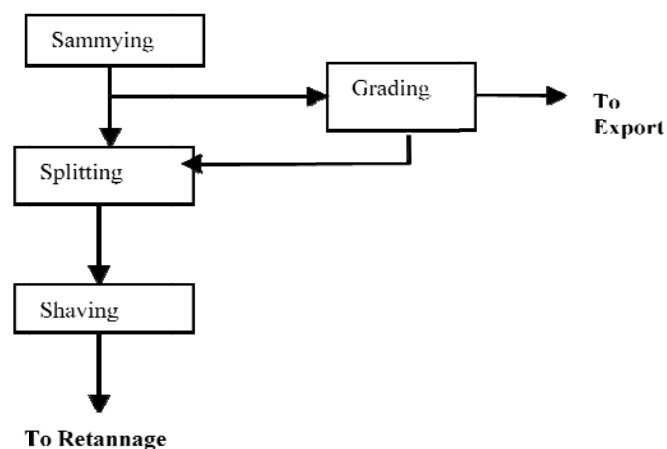 Sammying
Grading
To
Export
Splitting
Shaving
To Retannage